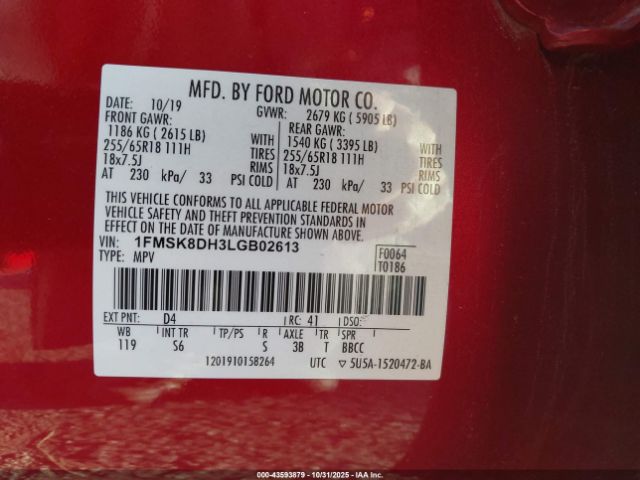 MFD. BY FORD MOTOR CO.
DATE: 10/19 GVWR: 2679 KG ( 5905 LB)
FRONT GAWR: REAR GAWR:
1186 KG ( 2615 LB) WITH 1540 KG ( 3395 LB) WITH
255/65R18 111H TIRES 255/65R18 111H TIRES
18x7.5J RIMS 18x7.5J RIMS
AT 230 kPa/ 33 PSI COLD AT 230 kPa/ 33 PSI COLD
THIS VEHICLE CONFORMS TO ALL APPLICABLE FEDERAL MOTOR
VEHICLE SAFETY AND THEFT PREVENTION STANDARDS IN
EFFECT ON THE DATE OF MANUFACTURE SHOWN ABOVE.
VIN: 1FMSK8DH3LGB02613
TYPE: MPV
F0064
T0186
EXT PNT: D4 RC: 41 DSO:
WB INT TR TP/PS R AXLE TR SPR
119 S6 S 3B T BBCC
1201910158264 UTC ▽ 5U5A-1520472-BA
000-43593879 - 10/31/2025 - IAAI.COM